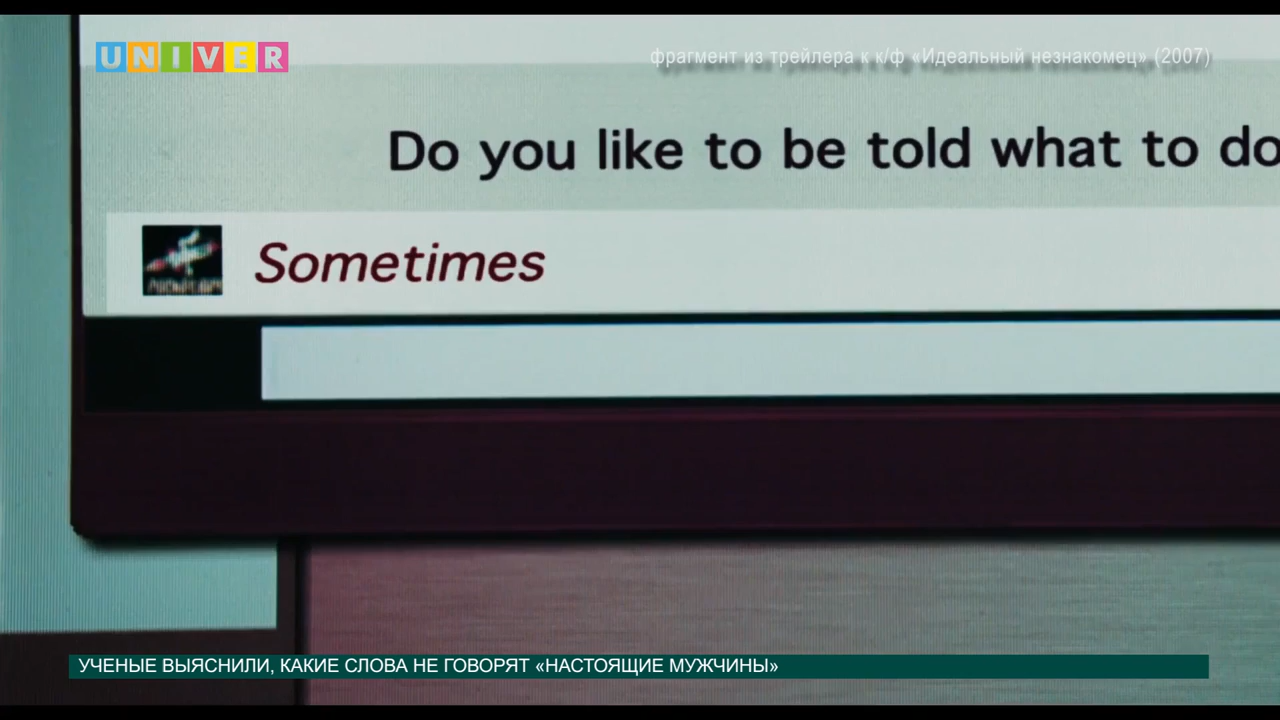 UNIVER
фрагмент из трейлера к к/ф «Идеальный незнакомец» (2007)
Do you like to be told what to do
Sometimes
УЧЕНЫЕ ВЫЯСНИЛИ, КАКИЕ СЛОВА НЕ ГОВОРЯТ «НАСТОЯЩИЕ МУЖЧИНЫ»